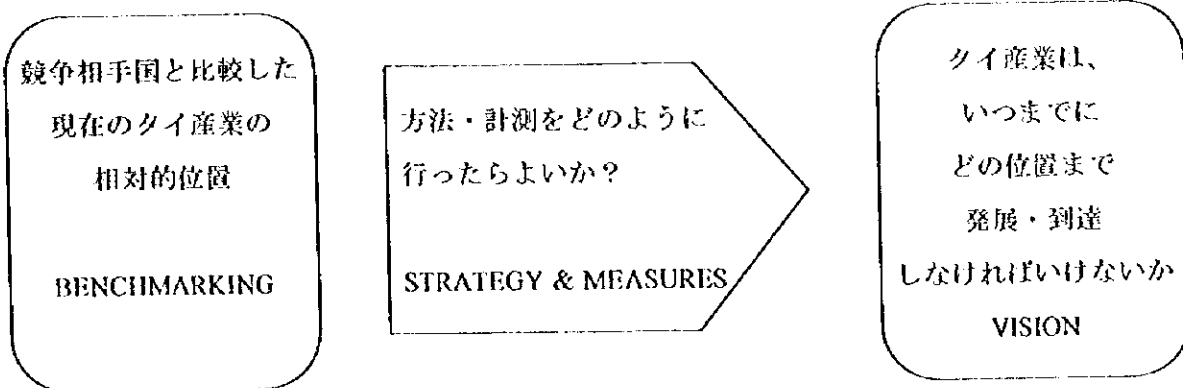 競争相手国と比較した
現在のタイ産業の
相対的位置
BENCHMARKING
方法・計測をどのように
行ったらよいか？
STRATEGY & MEASURES
タイ産業は、
いつまでに
どの位置まで
発展・到達
しなければいけないか
VISION